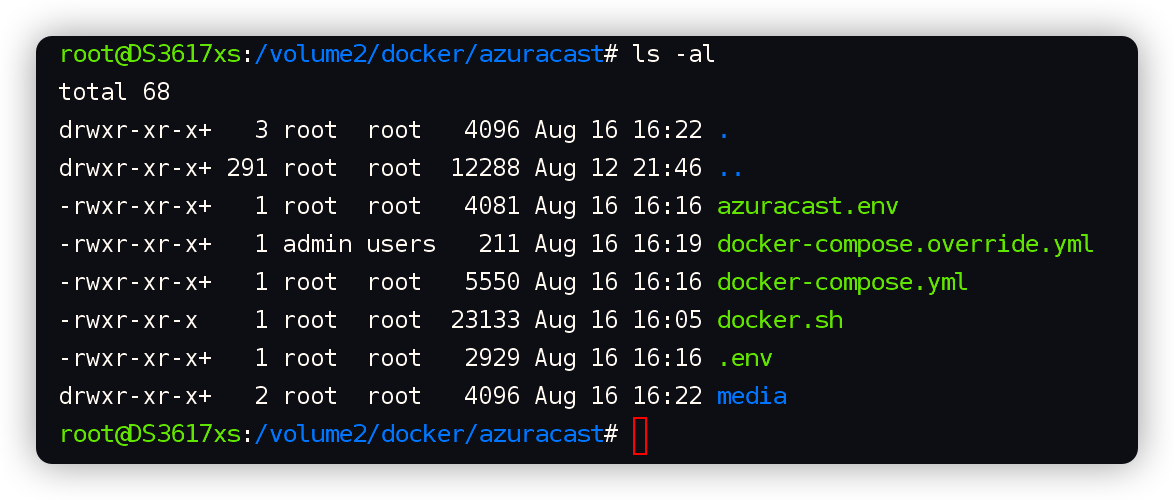 root@DS3617xs:/volume2/docker/azuracast# ls -al
total 68
drwxr-xr-x+   3 root  root   4096 Aug 16 16:22 .
drwxr-xr-x+ 291 root  root  12288 Aug 12 21:46 ..
-rwxr-xr-x+   1 root  root   4081 Aug 16 16:16 azuracast.env
-rwxr-xr-x+   1 admin users   211 Aug 16 16:19 docker-compose.override.yml
-rwxr-xr-x+   1 root  root   5550 Aug 16 16:16 docker-compose.yml
-rwxr-xr-x    1 root  root  23133 Aug 16 16:05 docker.sh
-rwxr-xr-x+   1 root  root   2929 Aug 16 16:16 .env
drwxr-xr-x+   2 root  root   4096 Aug 16 16:22 media
root@DS3617xs:/volume2/docker/azuracast#